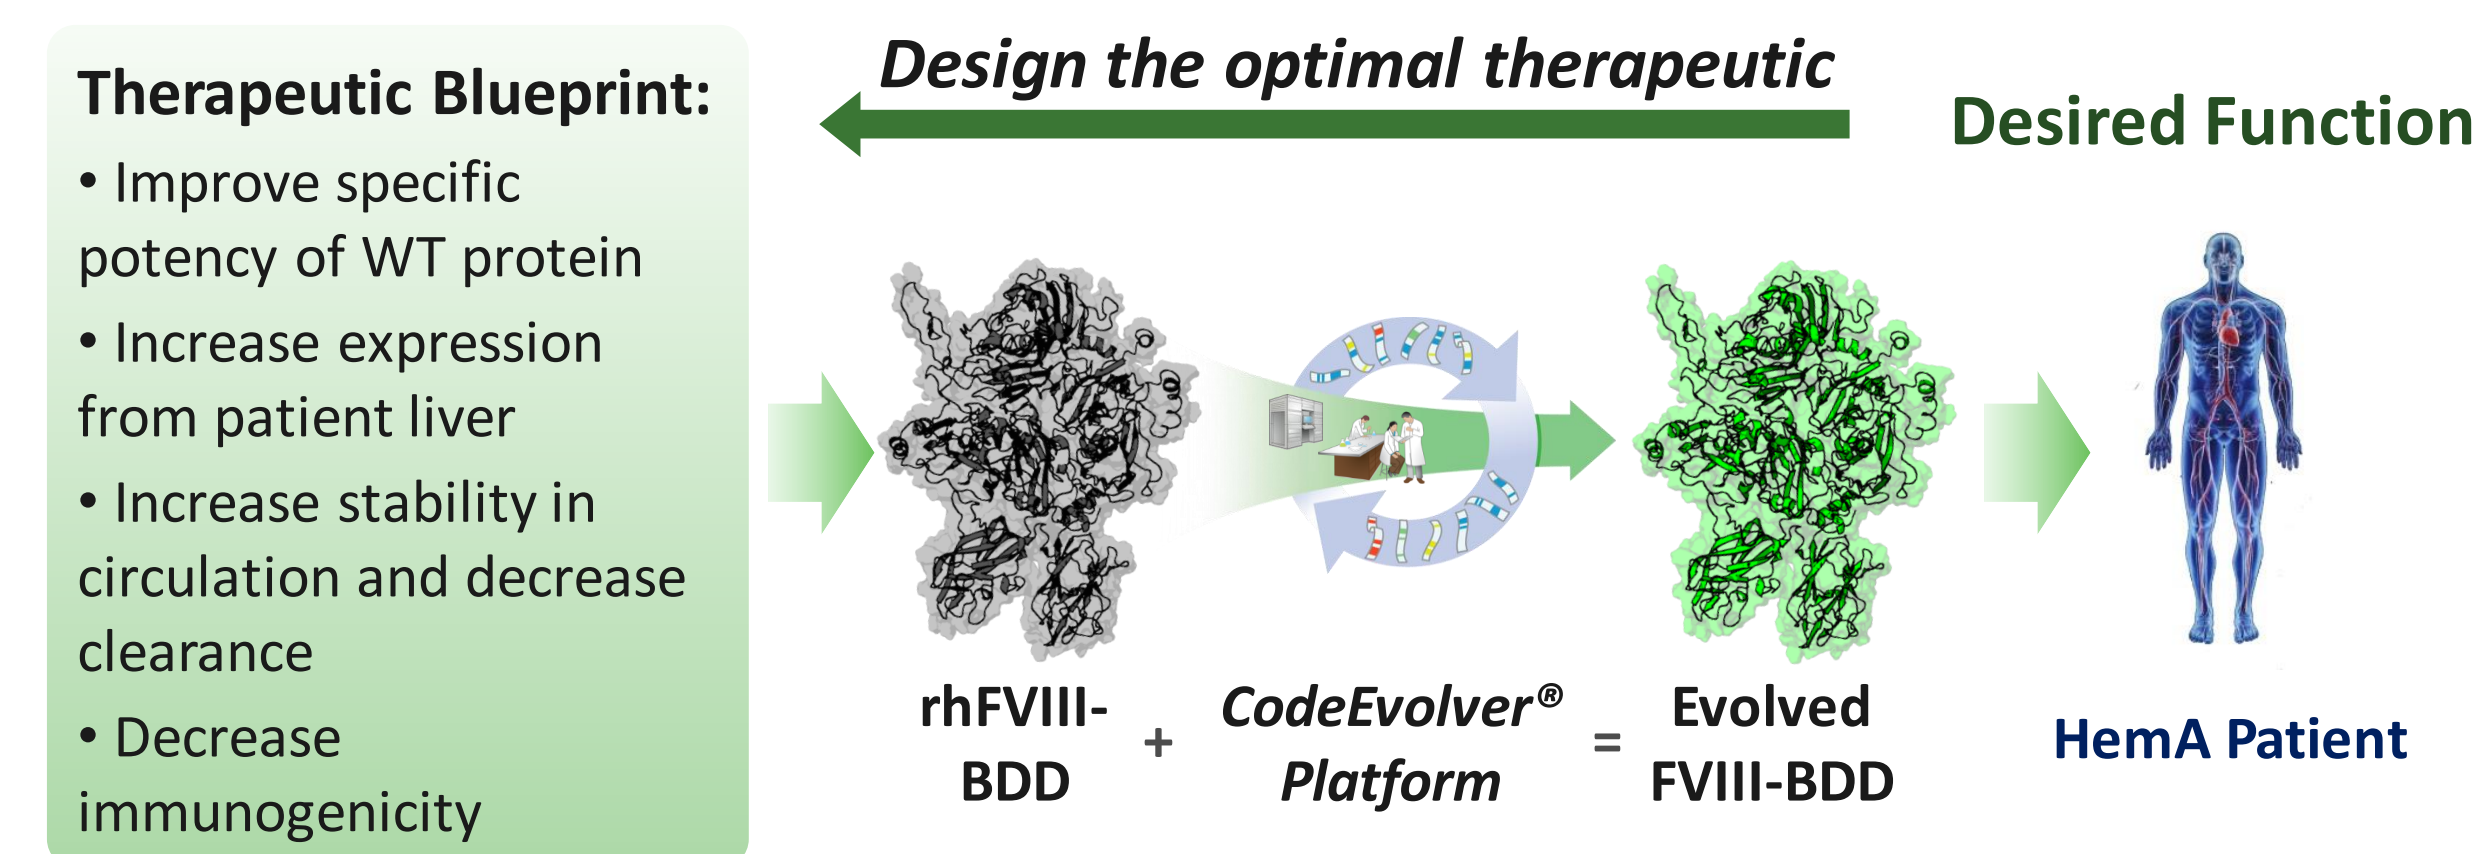 Therapeutic Blueprint:
• Improve specific
potency of WT protein
• Increase expression
from patient liver
• Increase stability in
circulation and decrease
clearance
• Decrease
immunogenicity
Design the optimal therapeutic
Desired Function
rhFVIII-
BDD
+
CodeEvolver®
Platform
=
Evolved
FVIII-BDD
HemA Patient